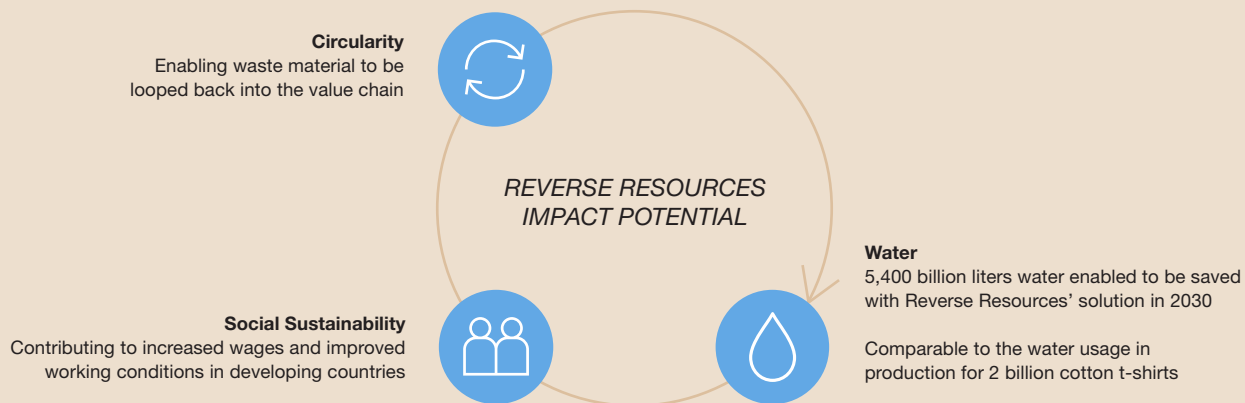 Circularity
Enabling waste material to be
looped back into the value chain
REVERSE RESOURCES
IMPACT POTENTIAL
Water
5,400 billion liters water enabled to be saved
with Reverse Resources’ solution in 2030
Comparable to the water usage in
production for 2 billion cotton t-shirts
Social Sustainability
Contributing to increased wages and improved
working conditions in developing countries